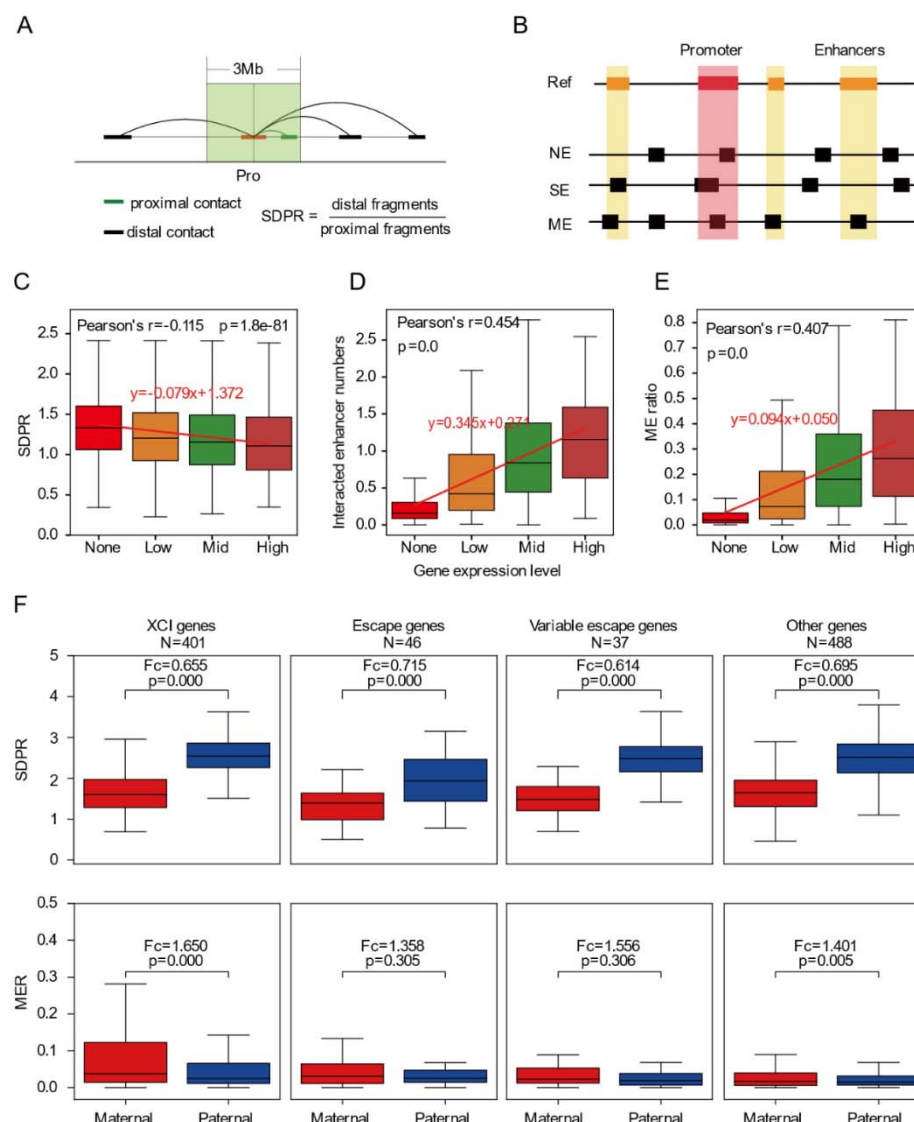 A
3Mb
Pro
proximal contact
distal contact
SDPR = distal fragments
proximal fragments
B
Promoter Enhancers
Ref
NE
SE
ME
C
Pearson's r=-0.115 p=1.8e-81
y=-0.079x+1.372
SDPR
2.5
2.0
1.5
1.0
0.5
0.0
None Low Mid High
D
Pearson's r=0.454
p=0.0
y=0.345x+0.271
Interacted enhancer numbers
2.5
2.0
1.5
1.0
0.5
0.0
None Low Mid High
Gene expression level
E
Pearson's r=0.407
p=0.0
y=0.094x+0.050
ME ratio
0.8
0.7
0.6
0.5
0.4
0.3
0.2
0.1
0.0
None Low Mid High
F
XCI genes
N=401
Escape genes
N=46
Variable escape genes
N=37
Other genes
N=488
SDPR
5
4
3
2
1
0
Fc=0.655
p=0.000
Fc=0.715
p=0.000
Fc=0.614
p=0.000
Fc=0.695
p=0.000
MER
0.5
0.4
0.3
0.2
0.1
0.0
Fc=1.650
p=0.000
Fc=1.358
p=0.305
Fc=1.556
p=0.306
Fc=1.401
p=0.005
Maternal Paternal Maternal Paternal Maternal Paternal Maternal Paternal